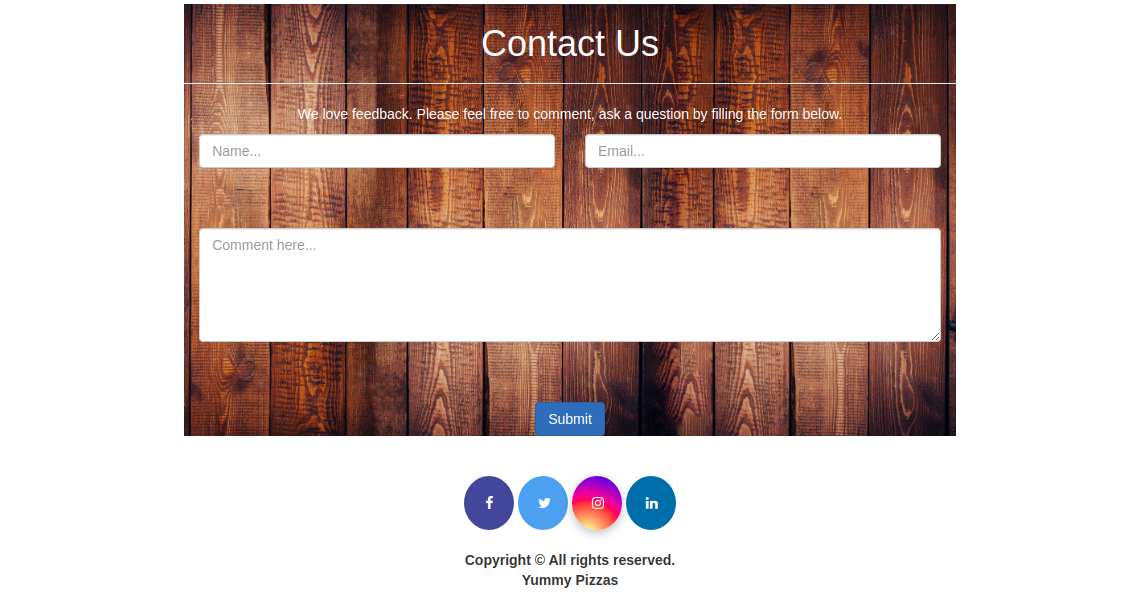 Contact Us
We love feedback. Please feel free to comment, ask a question by filling the form below.
Name...
Email...
Comment here...
Submit
Copyright © All rights reserved.
Yummy Pizzas